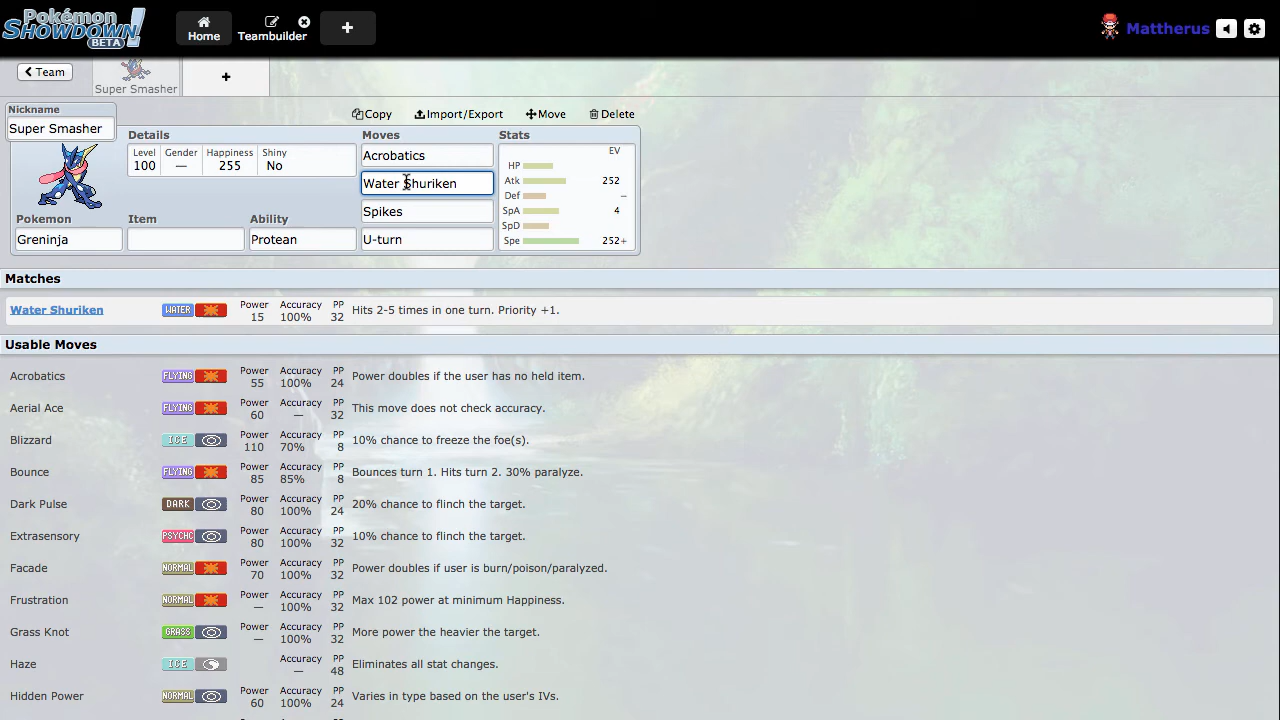 Pokémon
SHOWDOWN!
BETA
Home
Teambuilder
+
Mattherus
Team
Super Smasher
+
Nickname
Super Smasher
Copy
Import/Export
Move
Delete
Details
Moves
Stats
Level
100
Gender
—
Happiness
255
Shiny
No
Acrobatics
Water Shuriken
Spikes
U-turn
EV
HP
Atk 252
Def –
SpA 4
SpD
Spe 252+
Pokemon
Greninja
Item
Ability
Protean
Matches
Water Shuriken WATER Power 15 Accuracy 100% PP 32 Hits 2-5 times in one turn. Priority +1.
Usable Moves
Acrobatics FLYING Power 55 Accuracy 100% PP 24 Power doubles if the user has no held item.
Aerial Ace FLYING Power 60 Accuracy — PP 32 This move does not check accuracy.
Blizzard ICE Power 110 Accuracy 70% PP 8 10% chance to freeze the foe(s).
Bounce FLYING Power 85 Accuracy 85% PP 8 Bounces turn 1. Hits turn 2. 30% paralyze.
Dark Pulse DARK Power 80 Accuracy 100% PP 24 20% chance to flinch the target.
Extrasensory PSYCHC Power 80 Accuracy 100% PP 32 10% chance to flinch the target.
Facade NORMAL Power 70 Accuracy 100% PP 32 Power doubles if user is burn/poison/paralyzed.
Frustration NORMAL Power — Accuracy 100% PP 32 Max 102 power at minimum Happiness.
Grass Knot GRASS Power — Accuracy 100% PP 32 More power the heavier the target.
Haze ICE Accuracy — PP 48 Eliminates all stat changes.
Hidden Power NORMAL Power 60 Accuracy 100% PP 24 Varies in type based on the user's IVs.